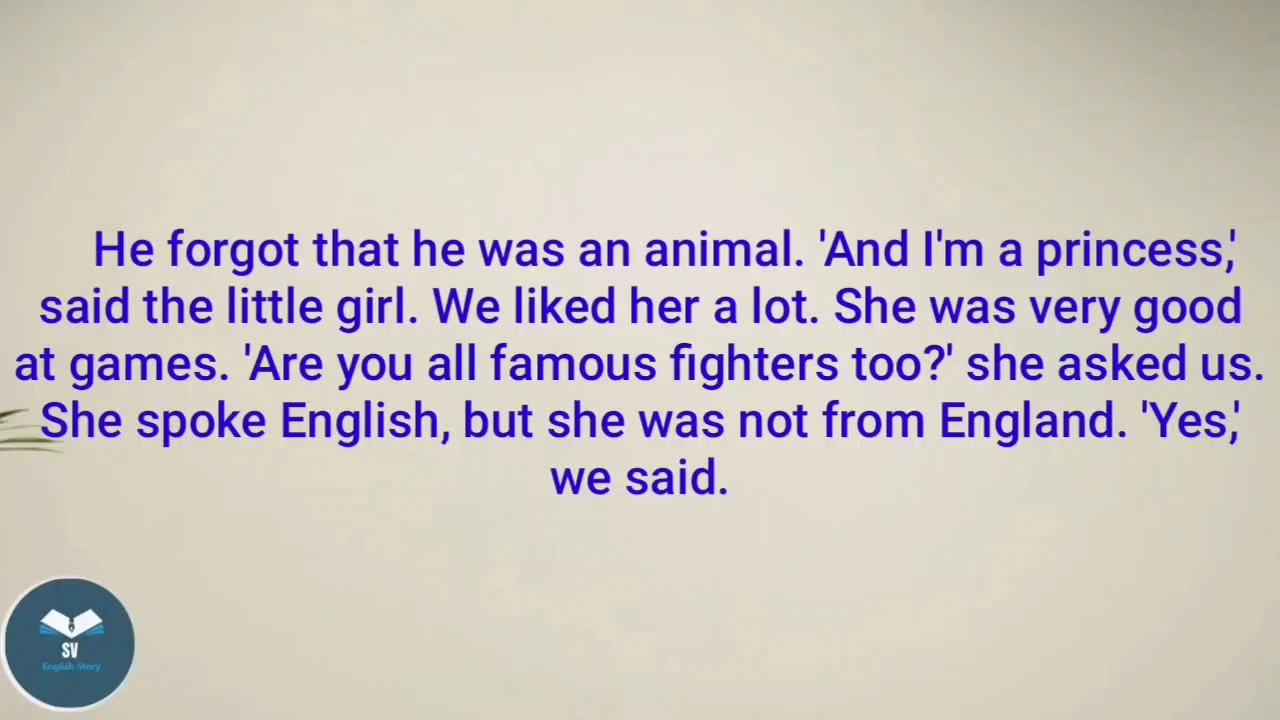 He forgot that he was an animal. 'And I'm a princess,'
said the little girl. We liked her a lot. She was very good
at games. 'Are you all famous fighters too?' she asked us.
She spoke English, but she was not from England. 'Yes,'
we said.
SV
English Story